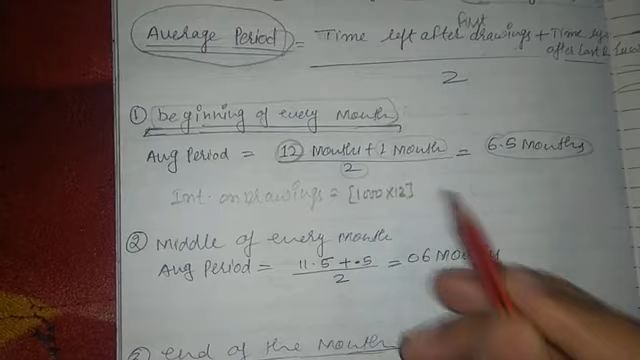 Average Period = Time left after first drawings + Time left
after last
2
① beginning of every Month
Avg Period = 12 Months + 1 Month = 6.5 Months
2
Int. on Drawings = [1000 × 12]
② Middle of every Month
Avg Period = 11.5 + .5 = 06 Months
2
③ end of the Month